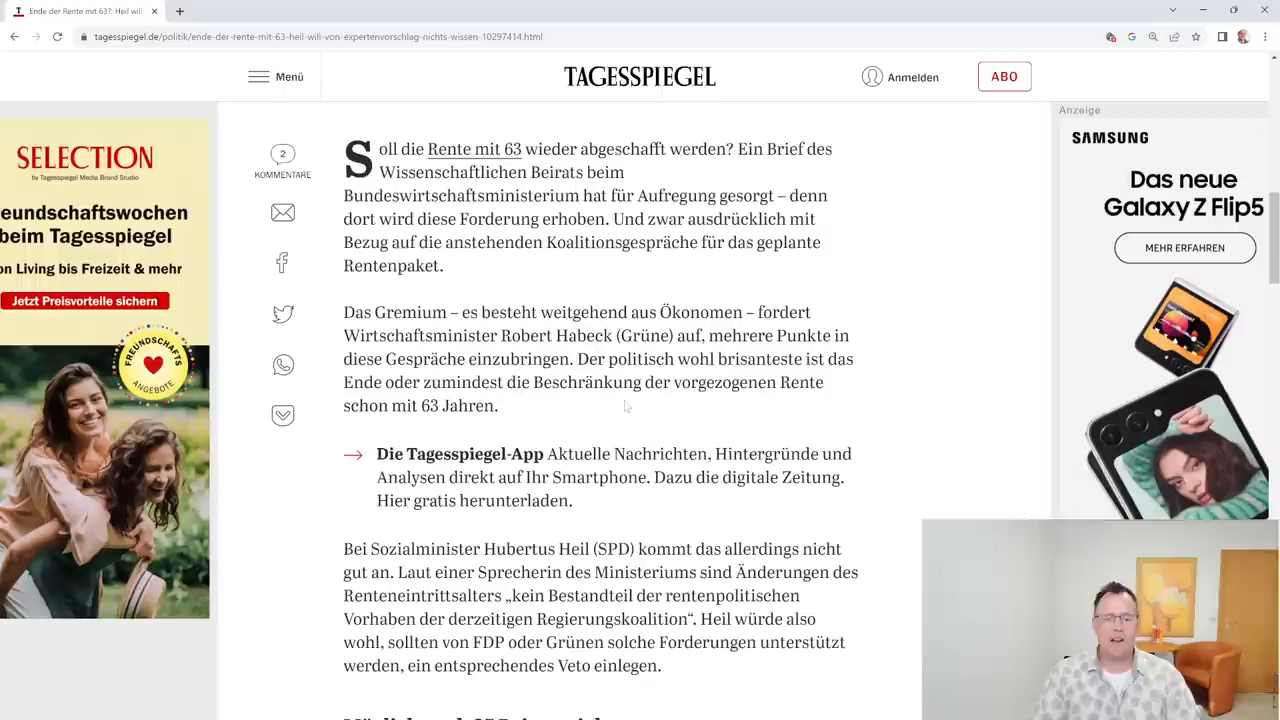 Ende der Rente mit 63?: Heil wil
tagesspiegel.de/politik/ende-der-rente-mit-63-heil-will-von-expertenvorschlag-nichts-wissen-10297414.html
Menü
TAGESSPIEGEL
Anmelden
ABO
SELECTION
by Tagesspiegel Media Brand Studio
reundschaftswochen
beim Tagesspiegel
on Living bis Freizeit & mehr
Jetzt Preisvorteile sichern
FREUNDSCHAFTS
ANGEBOTE
2
KOMMENTARE
Soll die Rente mit 63 wieder abgeschafft werden? Ein Brief des
Wissenschaftlichen Beirats beim
Bundeswirtschaftsministerium hat für Aufregung gesorgt – denn
dort wird diese Forderung erhoben. Und zwar ausdrücklich mit
Bezug auf die anstehenden Koalitionsgespräche für das geplante
Rentenpaket.
Das Gremium – es besteht weitgehend aus Ökonomen – fordert
Wirtschaftsminister Robert Habeck (Grüne) auf, mehrere Punkte in
diese Gespräche einzubringen. Der politisch wohl brisanteste ist das
Ende oder zumindest die Beschränkung der vorgezogenen Rente
schon mit 63 Jahren.
Die Tagesspiegel-App Aktuelle Nachrichten, Hintergründe und
Analysen direkt auf Ihr Smartphone. Dazu die digitale Zeitung.
Hier gratis herunterladen.
Bei Sozialminister Hubertus Heil (SPD) kommt das allerdings nicht
gut an. Laut einer Sprecherin des Ministeriums sind Änderungen des
Renteneintrittsalters „kein Bestandteil der rentenpolitischen
Vorhaben der derzeitigen Regierungskoalition“. Heil würde also
wohl, sollten von FDP oder Grünen solche Forderungen unterstützt
werden, ein entsprechendes Veto einlegen.
Anzeige
SAMSUNG
Das neue
Galaxy Z Flip5
MEHR ERFAHREN